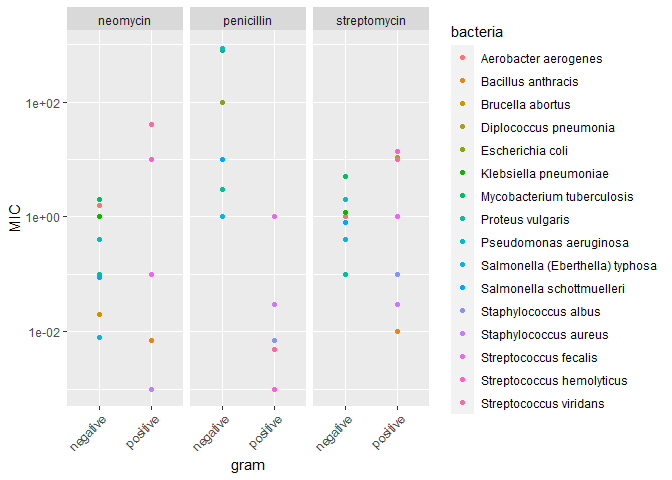 neomycin penicillin streptomycin
MIC
1e+02
1e+00
1e-02
negative positive negative positive negative positive
gram
bacteria
Aerobacter aerogenes
Bacillus anthracis
Brucella abortus
Diplococcus pneumonia
Escherichia coli
Klebsiella pneumoniae
Mycobacterium tuberculosis
Proteus vulgaris
Pseudomonas aeruginosa
Salmonella (Eberthella) typhosa
Salmonella schottmuelleri
Staphylococcus albus
Staphylococcus aureus
Streptococcus fecalis
Streptococcus hemolyticus
Streptococcus viridans